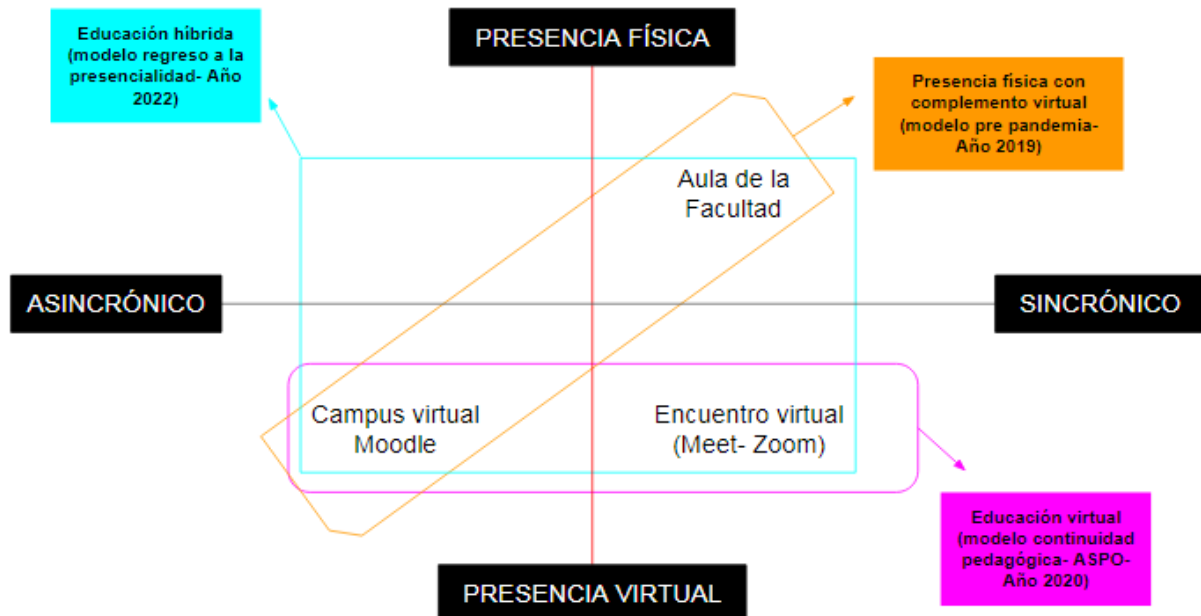 Educación híbrida
(modelo regreso a la
presencialidad- Año
2022)
PRESENCIA FÍSICA
Presencia física con
complemento virtual
(modelo pre pandemia-
Año 2019)
Aula de la
Facultad
ASINCRÓNICO
SINCRÓNICO
Campus virtual
Moodle
Encuentro virtual
(Meet- Zoom)
Educación virtual
(modelo continuidad
pedagógica- ASPO-
Año 2020)
PRESENCIA VIRTUAL